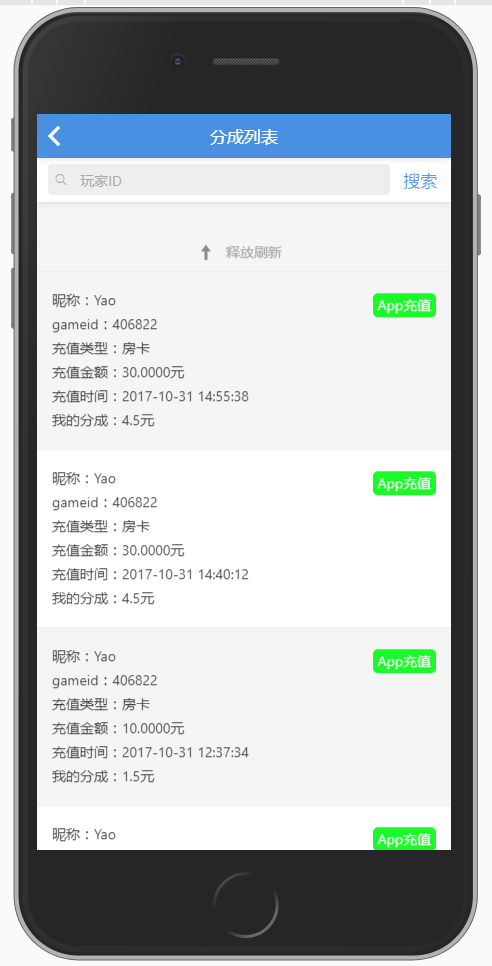 分成列表
玩家ID
搜索
释放刷新
昵称：Yao
App充值
gameid：406822
充值类型：房卡
充值金额：30.0000元
充值时间：2017-10-31 14:55:38
我的分成：4.5元
昵称：Yao
App充值
gameid：406822
充值类型：房卡
充值金额：30.0000元
充值时间：2017-10-31 14:40:12
我的分成：4.5元
昵称：Yao
App充值
gameid：406822
充值类型：房卡
充值金额：10.0000元
充值时间：2017-10-31 12:37:34
我的分成：1.5元
昵称：Yao
App充值